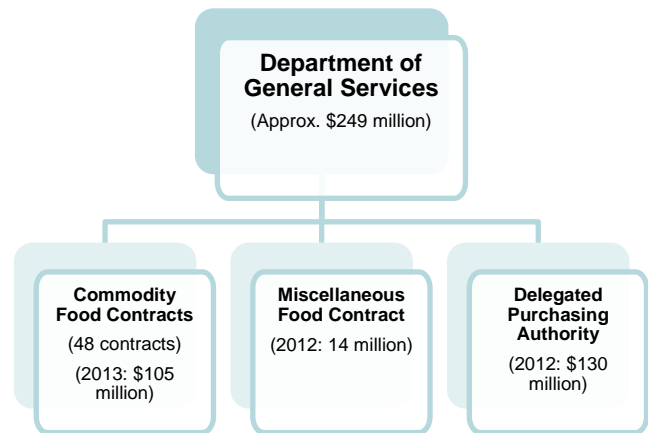 Department of
General Services
(Approx. $249 million)
Commodity
Food Contracts
(48 contracts)
(2013: $105
million)
Miscellaneous
Food Contract
(2012: 14 million)
Delegated
Purchasing
Authority
(2012: $130
million)